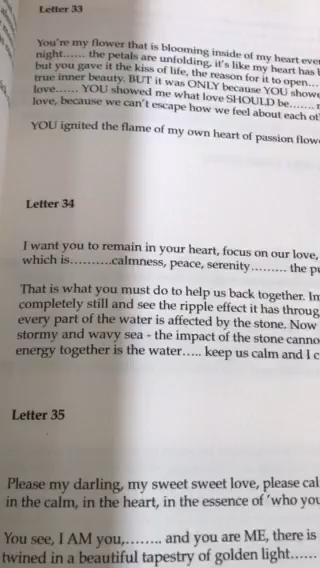 Letter 33
You're my flower that is blooming inside of my heart
night...... the petals are unfolding, it's like my heart has
but you gave it the kiss of life, the reason for it to open...
true inner beauty. BUT it was ONLY because YOU
love...... YOU showed me what love SHOULD be.......
love, because we can't escape how we feel about each
YOU ignited the flame of my own heart of passion
Letter 34
I want you to remain in your heart, focus on our love,
which is..........calmness, peace, serenity......... the
That is what you must do to help us back together.
completely still and see the ripple effect it has
every part of the water is affected by the stone. Now
stormy and wavy sea - the impact of the stone
energy together is the water..... keep us calm and I
Letter 35
Please my darling, my sweet sweet love, please
in the calm, in the heart, in the essence of 'who
You see, I AM you,........ and you are ME, there is
twined in a beautiful tapestry of golden light......